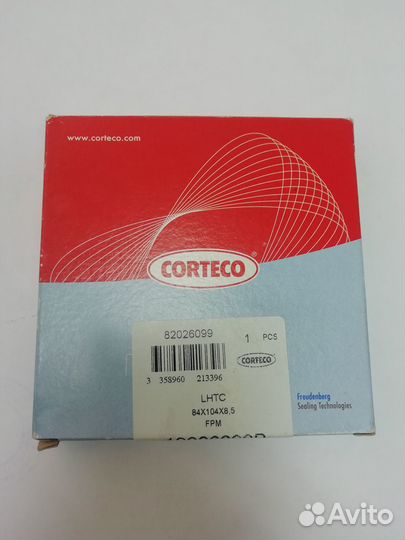 www.corteco.com
CORTECO®
82026099 1 PCS
CORTECO
3 358960 213396
LHTC
84X104X8,5
FPM
Freudenberg
Sealing Technologies
Avito